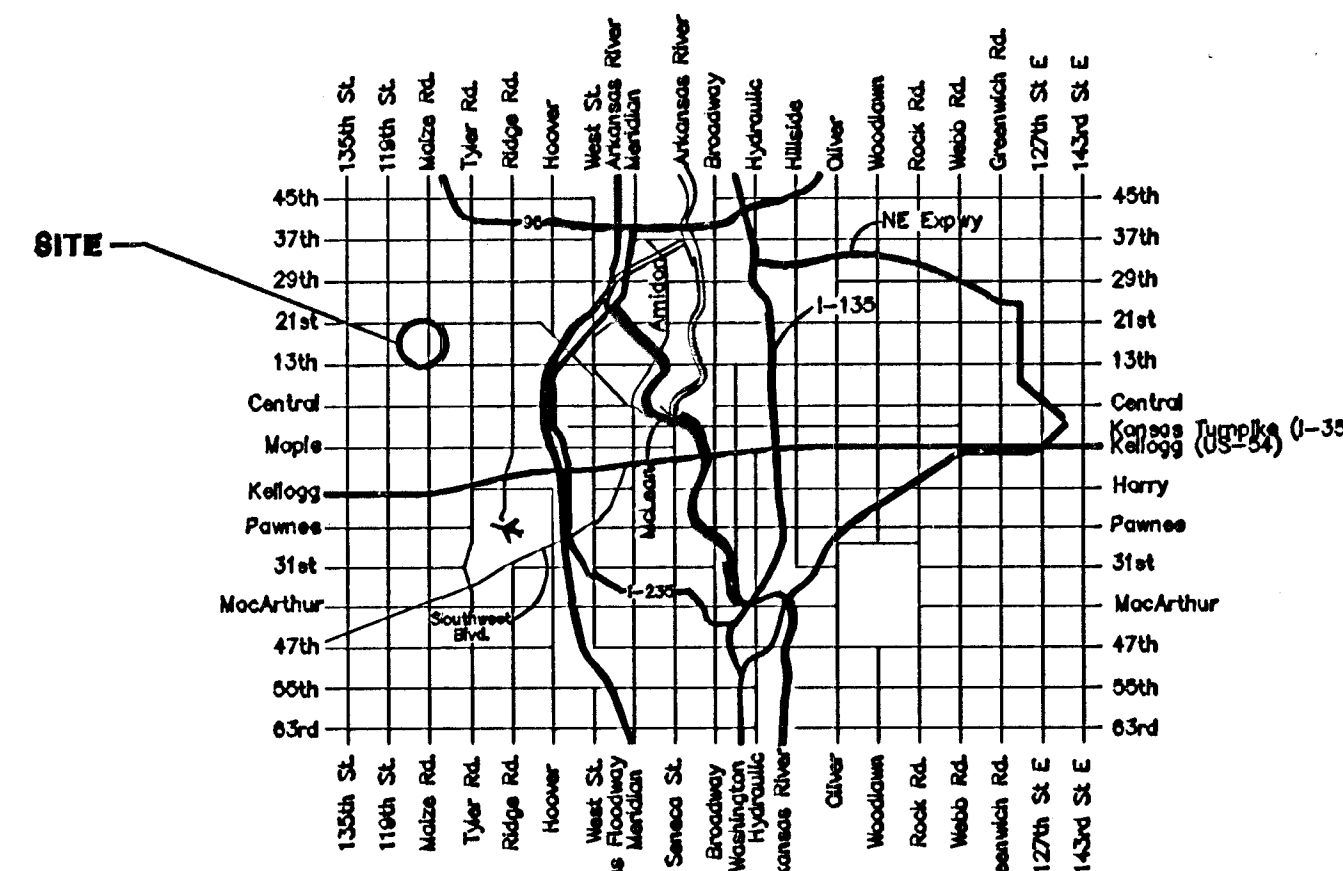 135th St.
119th St.
Maize Rd.
Tyler Rd.
Ridge Rd.
Hoover
West St.
Arkansas River
Meridian
Arkansas River
Broadway
Hydraulic
Hillside
Oliver
Woodlawn
Rock Rd.
Webb Rd.
Greenwich Rd.
127th St E
143rd St E
SITE
45th
37th
29th
21st
13th
Central
Maple
Kellogg
Pawnee
31st
MacArthur
47th
55th
63rd
96
NE Expwy
Amidon
I-135
McLean
I-235
Southwest
Blvd.
45th
37th
29th
21st
13th
Central
Kansas Turnpike (I-35
Kellogg (US-54)
Harry
Pawnee
31st
MacArthur
47th
55th
63rd
135th St.
119th St.
Maize Rd.
Tyler Rd.
Ridge Rd.
Hoover
West St.
as Floodway
Meridian
Seneca St.
Broadway
Washington
Hydraulic
kansas River
Oliver
Woodlawn
Rock Rd.
Webb Rd.
eenwich Rd.
127th St E
143rd St E